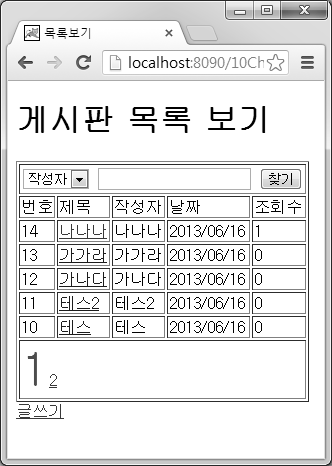 목록보기
localhost:8090/10Ch
게시판 목록 보기
작성자 찾기
번호 제목 작성자 날짜 조회수
14 나나나 나나나 2013/06/16 1
13 가가라 가가라 2013/06/16 0
12 가나다 가나다 2013/06/16 0
11 테스2 테스2 2013/06/16 0
10 테스 테스 2013/06/16 0
1 2
글쓰기